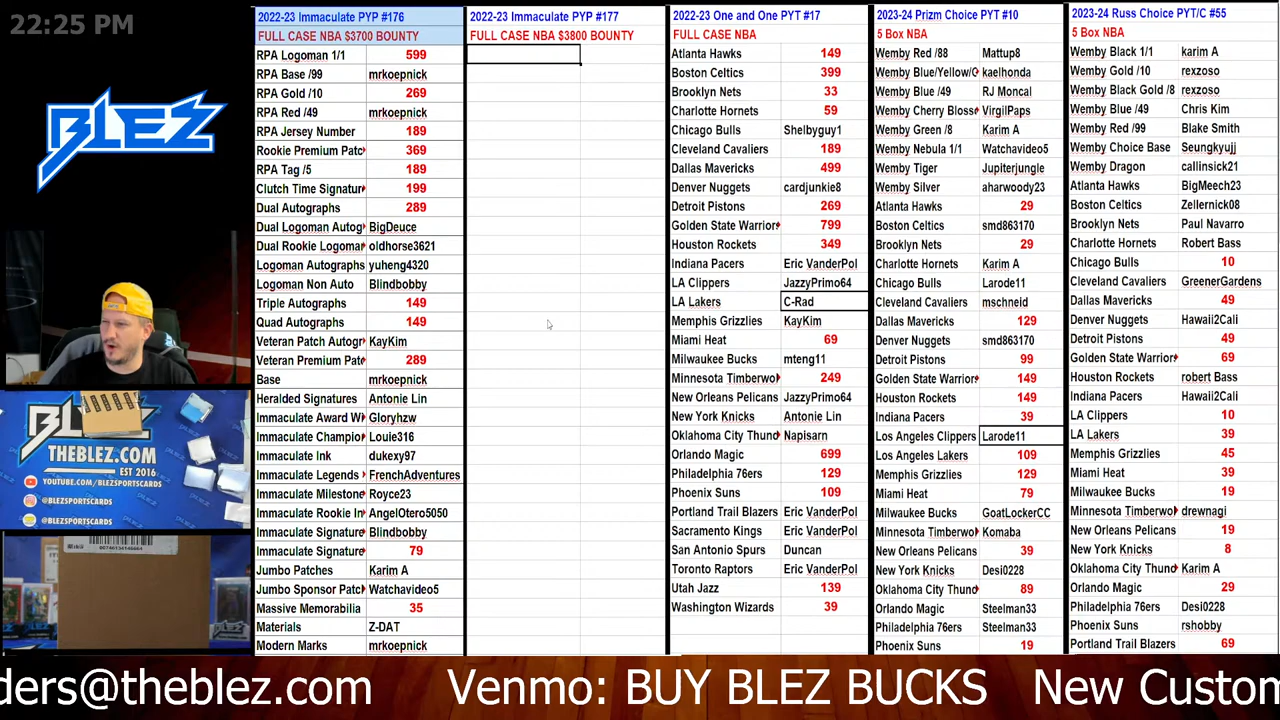 22:25 PM
BLEZ
BLEZ
THEBLEZ.COM
EST 2016
YOUTUBE.COM/BLEZSPORTSCARDS
@BLEZSPORTSCARDS
@BLEZSPORTSCARDS
2022-23 Immaculate PYP #176
FULL CASE NBA $3700 BOUNTY
RPA Logoman 1/1 599
RPA Base /99 mrkoepnick
RPA Gold /10 269
RPA Red /49 mrkoepnick
RPA Jersey Number 189
Rookie Premium Patc 369
RPA Tag /5 189
Clutch Time Signatur 199
Dual Autographs 289
Dual Logoman Autog BigDeuce
Dual Rookie Logoma oldhorse3621
Logoman Autographs yuheng4320
Logoman Non Auto Blindbobby
Triple Autographs 149
Quad Autographs 149
Veteran Patch Autogr KayKim
Veteran Premium Pat 289
Base mrkoepnick
Heralded Signatures Antonie Lin
Immaculate Award W Gloryhzw
Immaculate Champio Louie316
Immaculate Ink dukexy97
Immaculate Legends FrenchAdventures
Immaculate Milestone Royce23
Immaculate Rookie In AngelOtero5050
Immaculate Signature Blindbobby
Immaculate Signature 79
Jumbo Patches Karim A
Jumbo Sponsor Patc Watchavideo5
Massive Memorabilia 35
Materials Z-DAT
Modern Marks mrkoepnick
2022-23 Immaculate PYP #177
FULL CASE NBA $3800 BOUNTY
2022-23 One and One PYT #17
FULL CASE NBA
Atlanta Hawks 149
Boston Celtics 399
Brooklyn Nets 33
Charlotte Hornets 59
Chicago Bulls Shelbyguy1
Cleveland Cavaliers 189
Dallas Mavericks 499
Denver Nuggets cardjunkie8
Detroit Pistons 269
Golden State Warrior 799
Houston Rockets 349
Indiana Pacers Eric VanderPol
LA Clippers JazzyPrimo64
LA Lakers C-Rad
Memphis Grizzlies KayKim
Miami Heat 69
Milwaukee Bucks mteng11
Minnesota Timberwo 249
New Orleans Pelicans JazzyPrimo64
New York Knicks Antonie Lin
Oklahoma City Thund Napisarn
Orlando Magic 699
Philadelphia 76ers 129
Phoenix Suns 109
Portland Trail Blazers Eric VanderPol
Sacramento Kings Eric VanderPol
San Antonio Spurs Duncan
Toronto Raptors Eric VanderPol
Utah Jazz 139
Washington Wizards 39
2023-24 Prizm Choice PYT #10
5 Box NBA
Wemby Red /88 Mattup8
Wemby Blue/Yellow/G kaelhonda
Wemby Blue /49 RJ Moncal
Wemby Cherry Bloss VirgilPaps
Wemby Green /8 Karim A
Wemby Nebula 1/1 Watchavideo5
Wemby Tiger Jupiterjungle
Wemby Silver aharwoody23
Atlanta Hawks 29
Boston Celtics smd863170
Brooklyn Nets 29
Charlotte Hornets Karim A
Chicago Bulls Larode11
Cleveland Cavaliers mschneid
Dallas Mavericks 129
Denver Nuggets smd863170
Detroit Pistons 99
Golden State Warrior 149
Houston Rockets 149
Indiana Pacers 39
Los Angeles Clippers Larode11
Los Angeles Lakers 109
Memphis Grizzlies 129
Miami Heat 79
Milwaukee Bucks GoatLockerCC
Minnesota Timberwo Komaba
New Orleans Pelicans 39
New York Knicks Desi0228
Oklahoma City Thund 89
Orlando Magic Steelman33
Philadelphia 76ers Steelman33
Phoenix Suns 19
2023-24 Russ Choice PYT/C #55
5 Box NBA
Wemby Black 1/1 karim A
Wemby Gold /10 rexzoso
Wemby Black Gold /8 rexzoso
Wemby Blue /49 Chris Kim
Wemby Red /99 Blake Smith
Wemby Choice Base Seungkyujj
Wemby Dragon callinsick21
Atlanta Hawks BigMeech23
Boston Celtics Zellernick08
Brooklyn Nets Paul Navarro
Charlotte Hornets Robert Bass
Chicago Bulls 10
Cleveland Cavaliers GreenerGardens
Dallas Mavericks 49
Denver Nuggets Hawaii2Cali
Detroit Pistons 49
Golden State Warrior 69
Houston Rockets robert Bass
Indiana Pacers Hawaii2Cali
LA Clippers 10
LA Lakers 39
Memphis Grizzlies 45
Miami Heat 39
Milwaukee Bucks 19
Minnesota Timberwo drewnagi
New Orleans Pelicans 19
New York Knicks 8
Oklahoma City Thund Karim A
Orlando Magic 29
Philadelphia 76ers Desi0228
Phoenix Suns rshobby
Portland Trail Blazers 69
ders@theblez.com Venmo: BUY BLEZ BUCKS New Custom